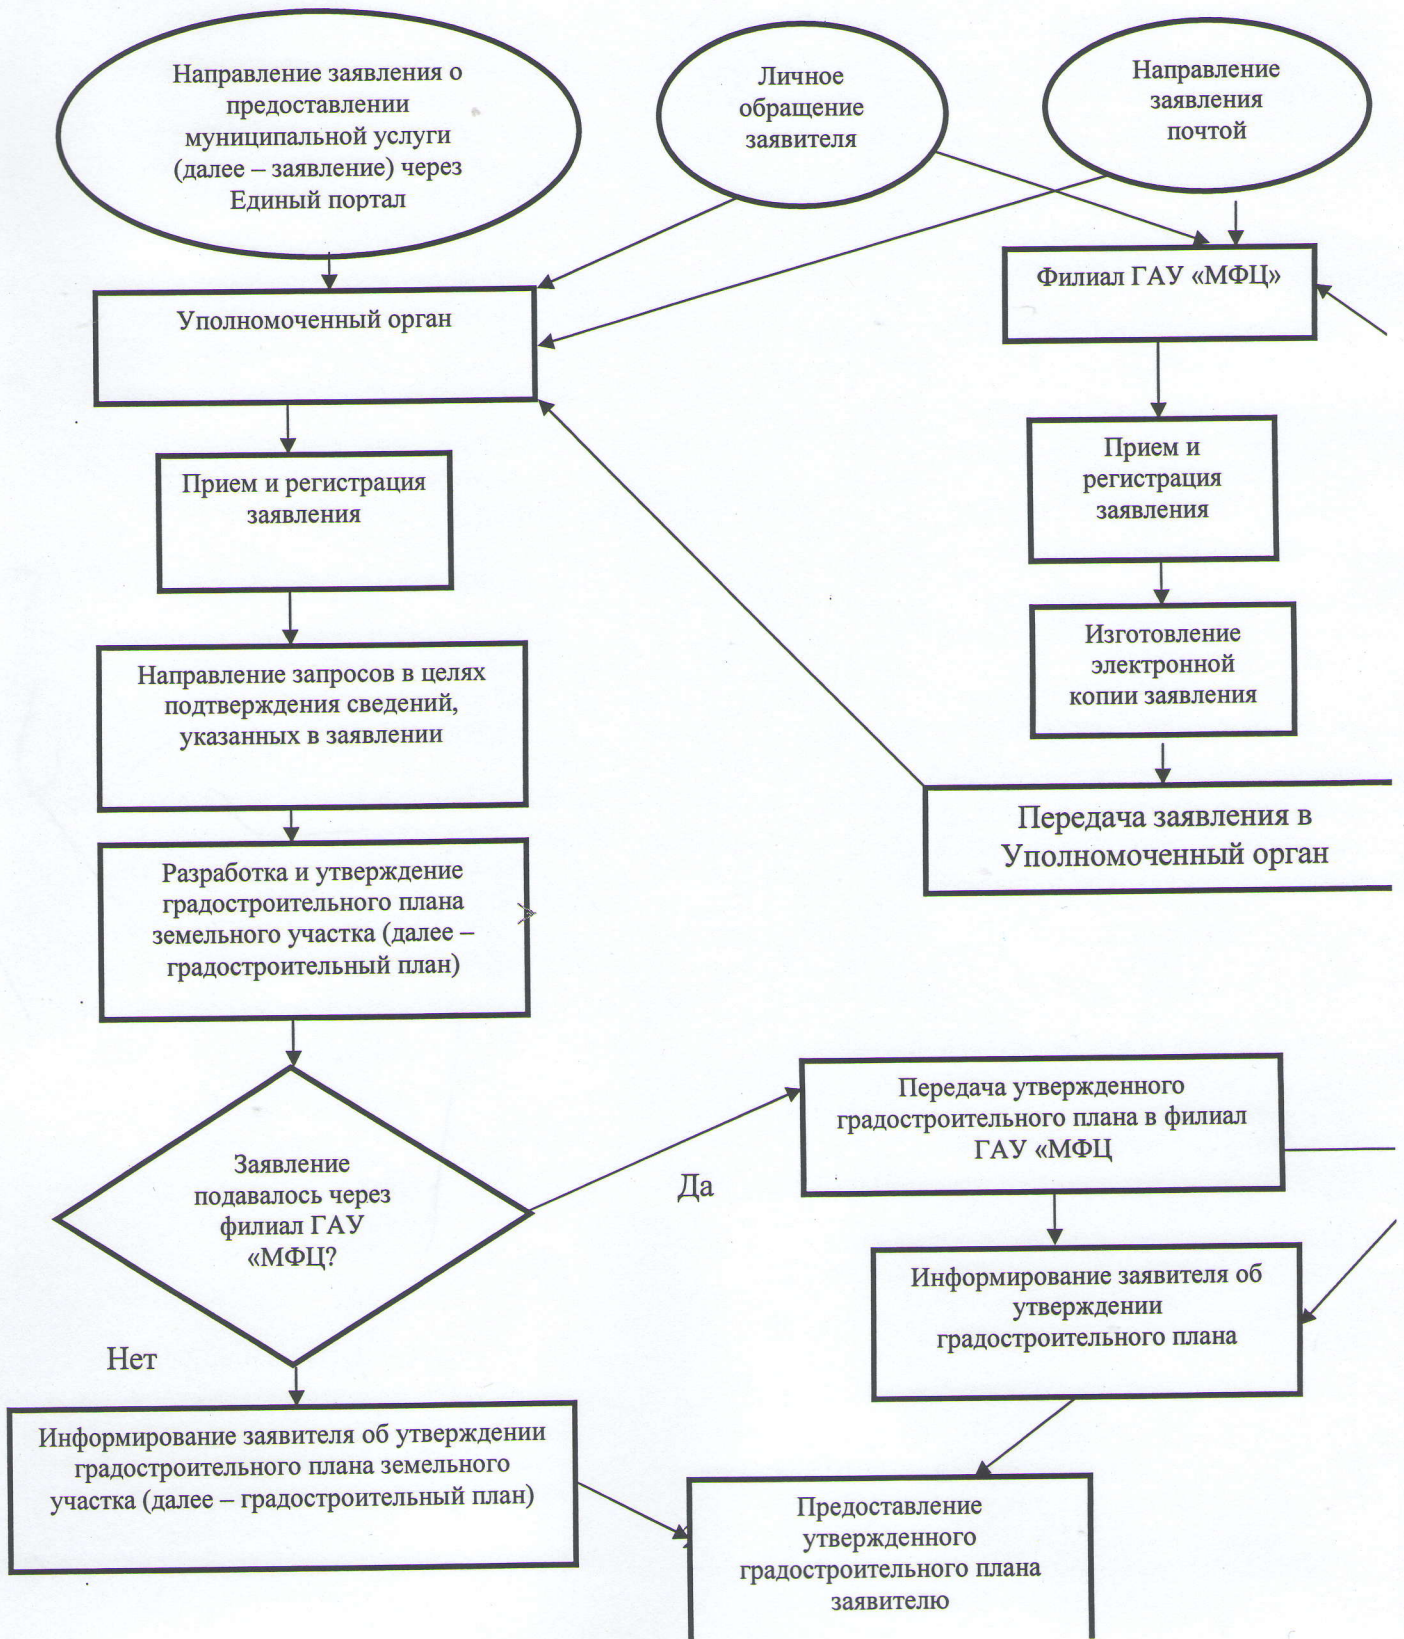 Направление заявления о
предоставлении
муниципальной услуги
(далее – заявление) через
Единый портал
Личное
обращение
заявителя
Направление
заявления
почтой
Уполномоченный орган
Филиал ГАУ «МФЦ»
Прием и регистрация
заявления
Прием и
регистрация
заявления
Направление запросов в целях
подтверждения сведений,
указанных в заявлении
Изготовление
электронной
копии заявления
Передача заявления в
Уполномоченный орган
Разработка и утверждение
градостроительного плана
земельного участка (далее –
градостроительный план)
Заявление
подавалось через
филиал ГАУ
«МФЦ?
Да
Нет
Передача утвержденного
градостроительного плана в филиал
ГАУ «МФЦ
Информирование заявителя об
утверждении
градостроительного плана
Информирование заявителя об утверждении
градостроительного плана земельного
участка (далее – градостроительный план)
Предоставление
утвержденного
градостроительного плана
заявителю